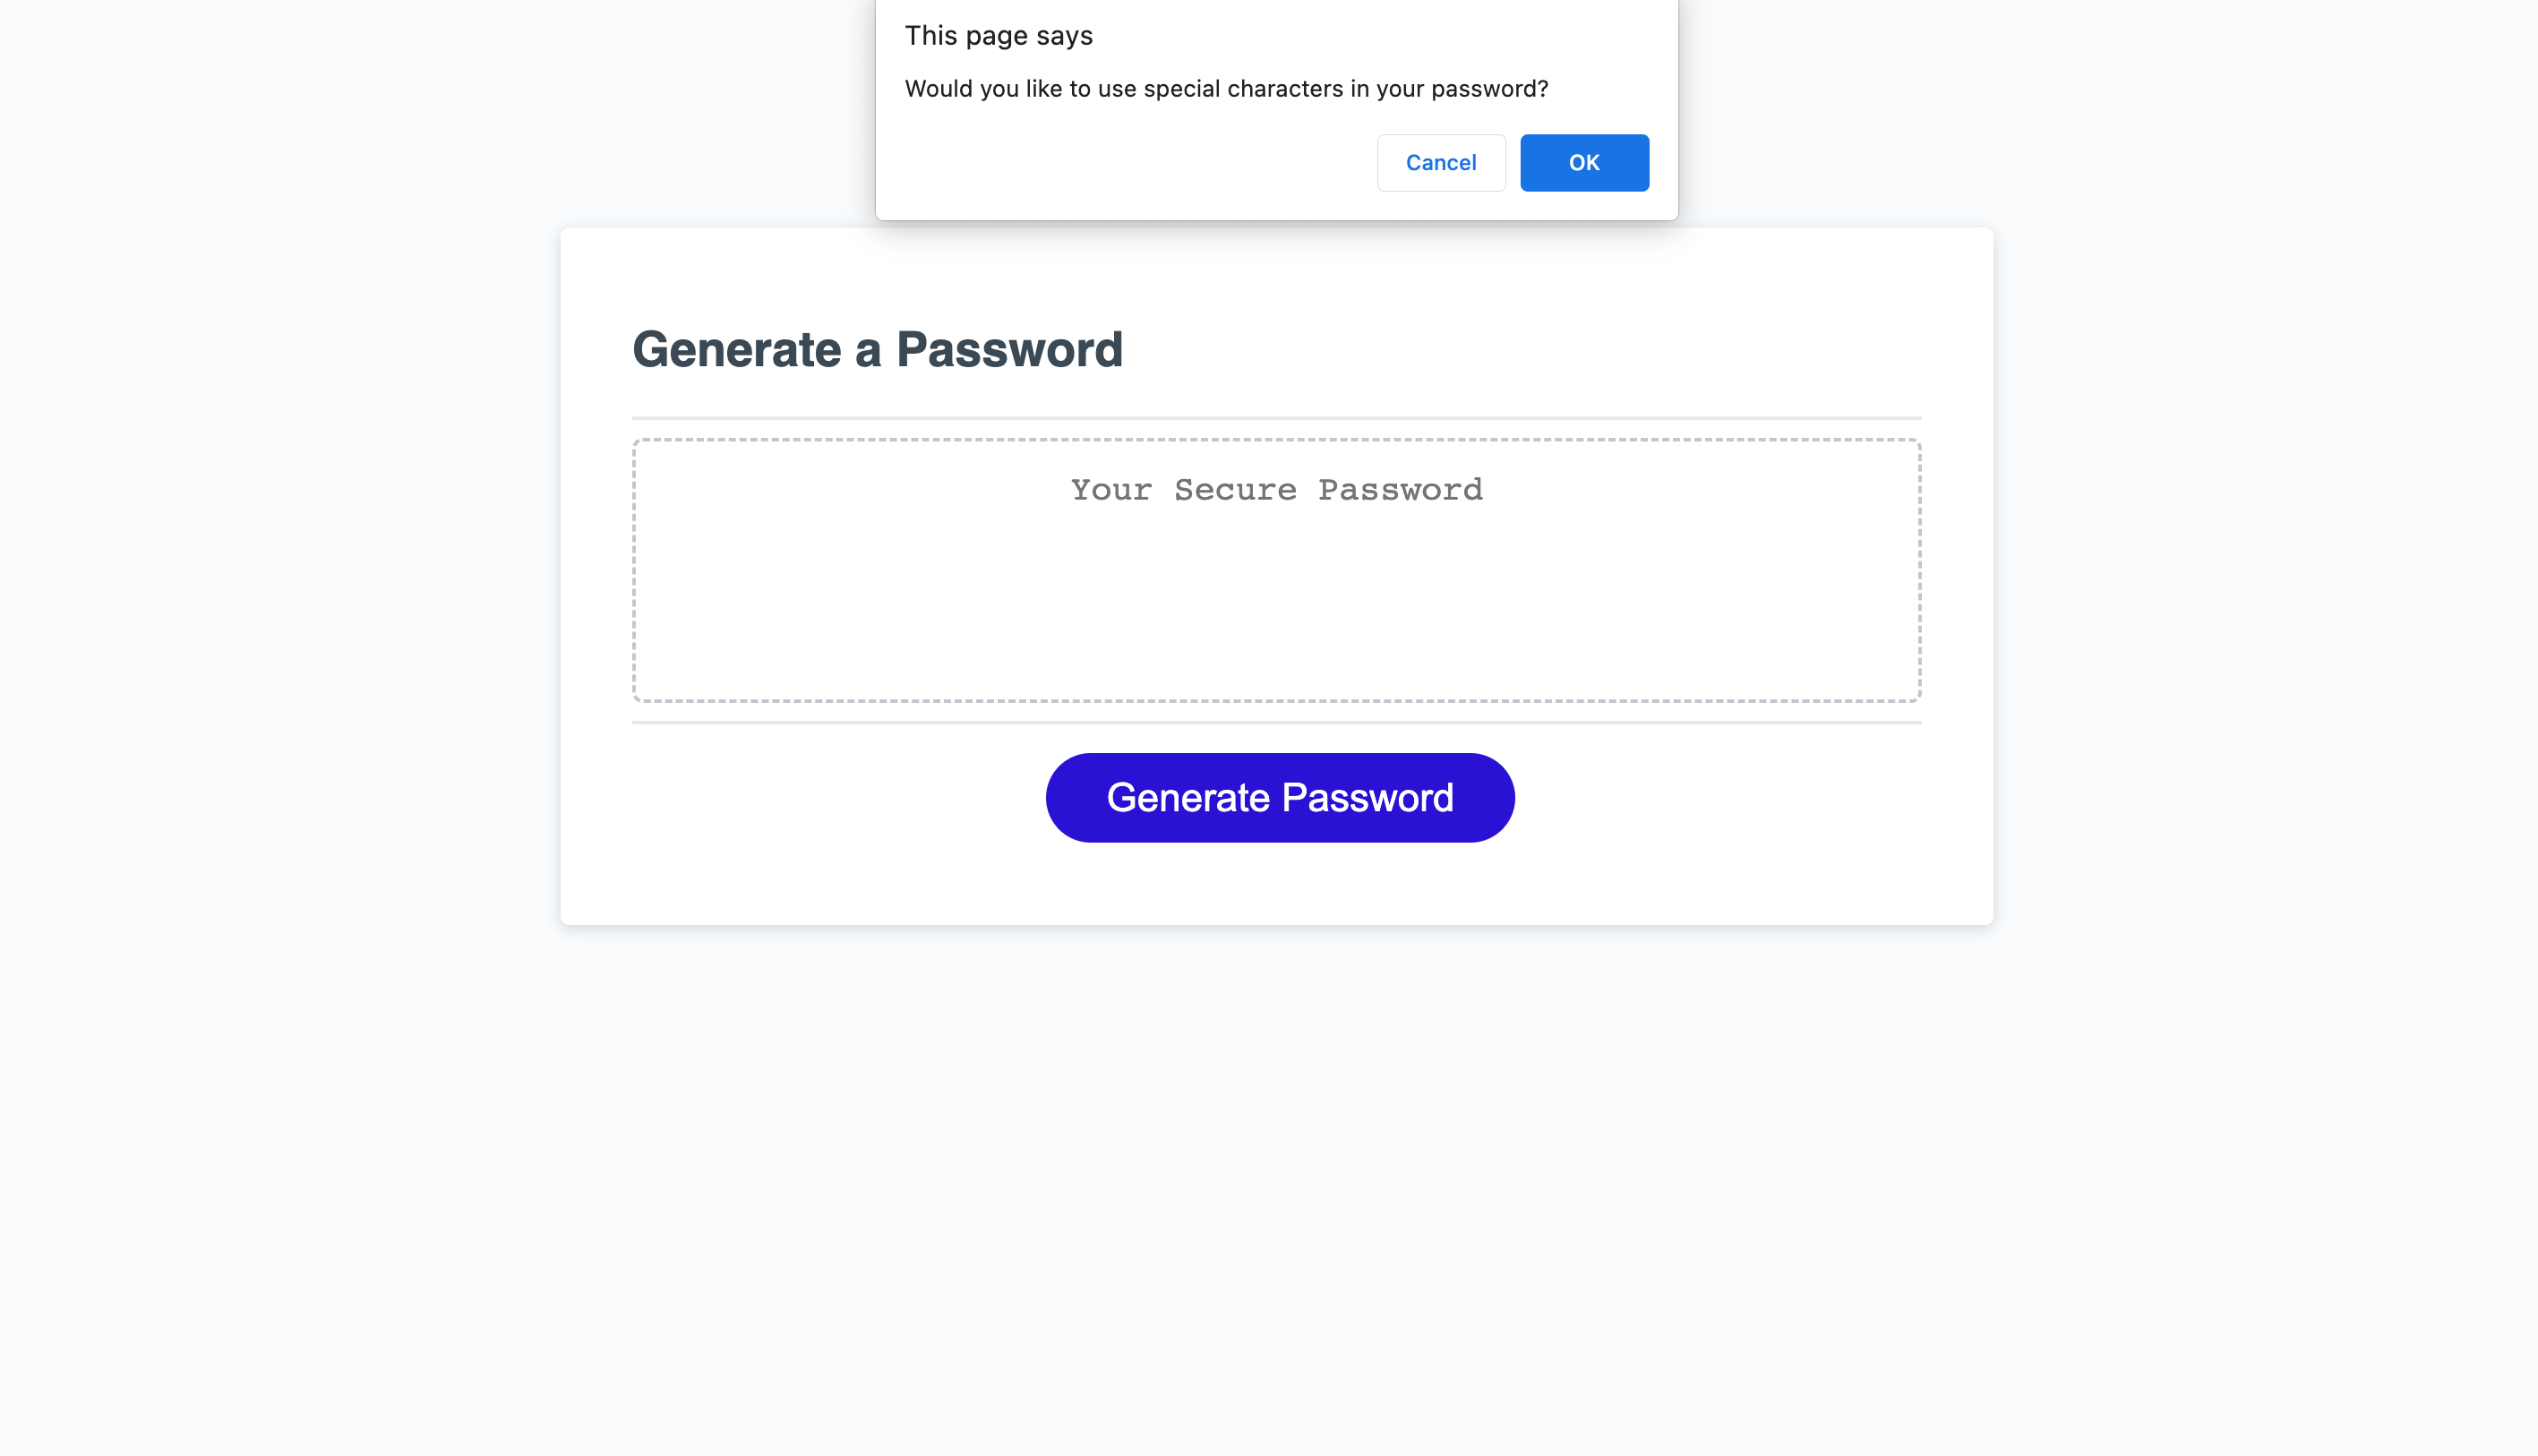 This page says
Would you like to use special characters in your password?
Cancel OK
Generate a Password
Your Secure Password
Generate Password